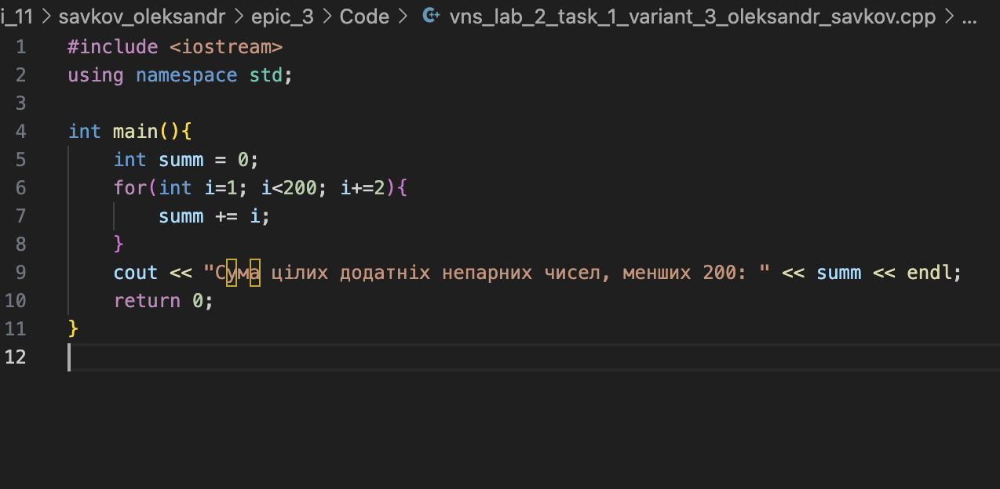 i_11 > savkov_oleksandr > epic_3 > Code > vns_lab_2_task_1_variant_3_oleksandr_savkov.cpp > ...
1 #include <iostream>
2 using namespace std;
3
4 int main(){
5 int summ = 0;
6 for(int i=1; i<200; i+=2){
7 summ += i;
8 }
9 cout << "Сума цілих додатніх непарних чисел, менших 200: " << summ << endl;
10 return 0;
11 }
12